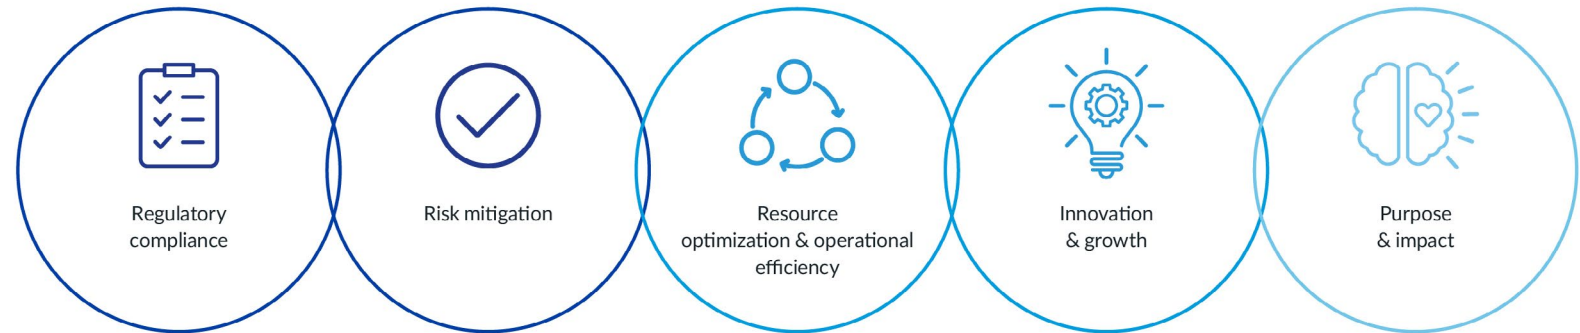 Regulatory
compliance
Risk mitigation
Resource
optimization & operational
efficiency
Innovation
& growth
Purpose
& impact